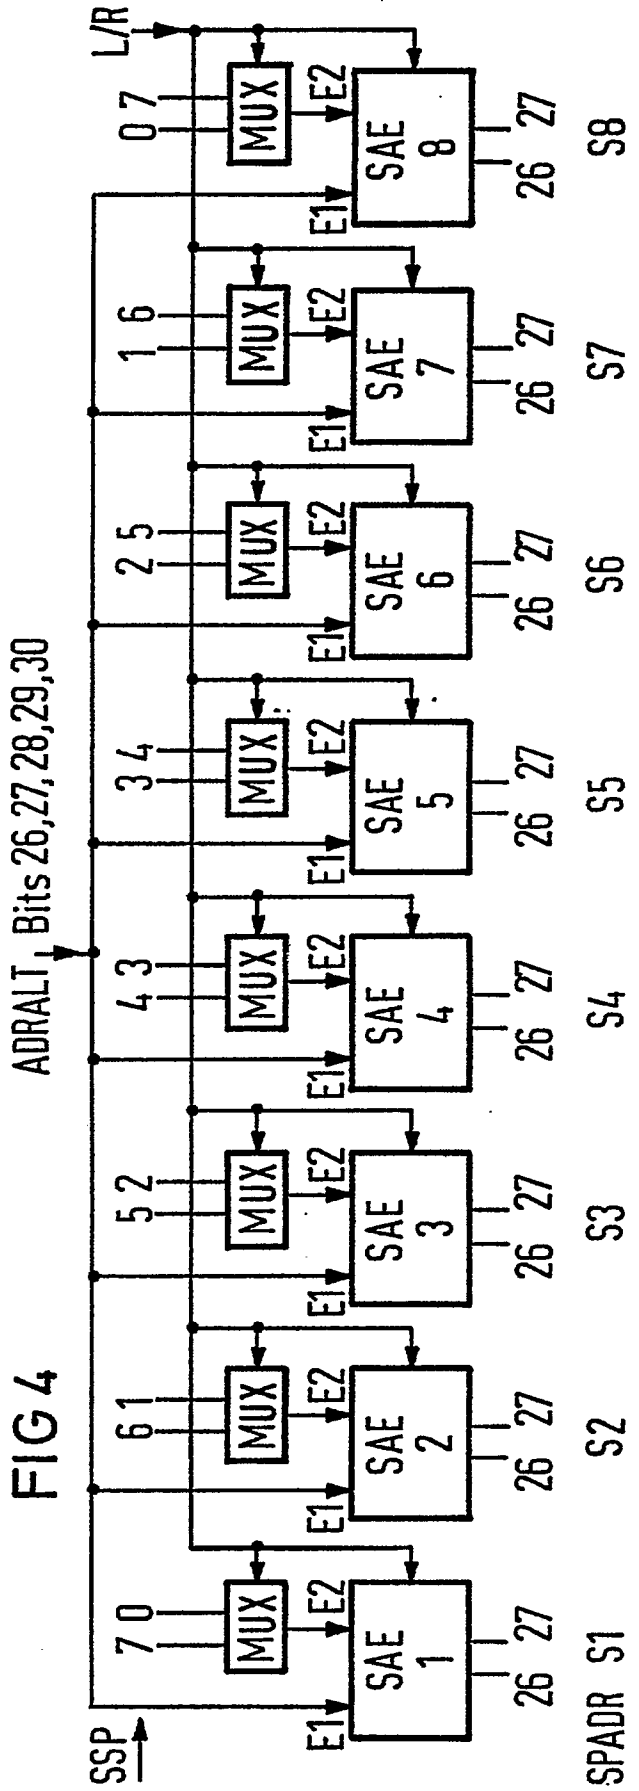 FIG 4
ADRALT, Bits 26,27,28,29,30
SSP
L/R
7 0
6 1
5 2
4 3
3 4
2 5
1 6
0 7
MUX
MUX
MUX
MUX
MUX
MUX
MUX
MUX
E1 E2
E1 E2
E1 E2
E1 E2
E1 E2
E1 E2
E1 E2
E1 E2
SAE 1
SAE 2
SAE 3
SAE 4
SAE 5
SAE 6
SAE 7
SAE 8
26 27
26 27
26 27
26 27
26 27
26 27
26 27
26 27
SPADR S1 S2 S3 S4 S5 S6 S7 S8